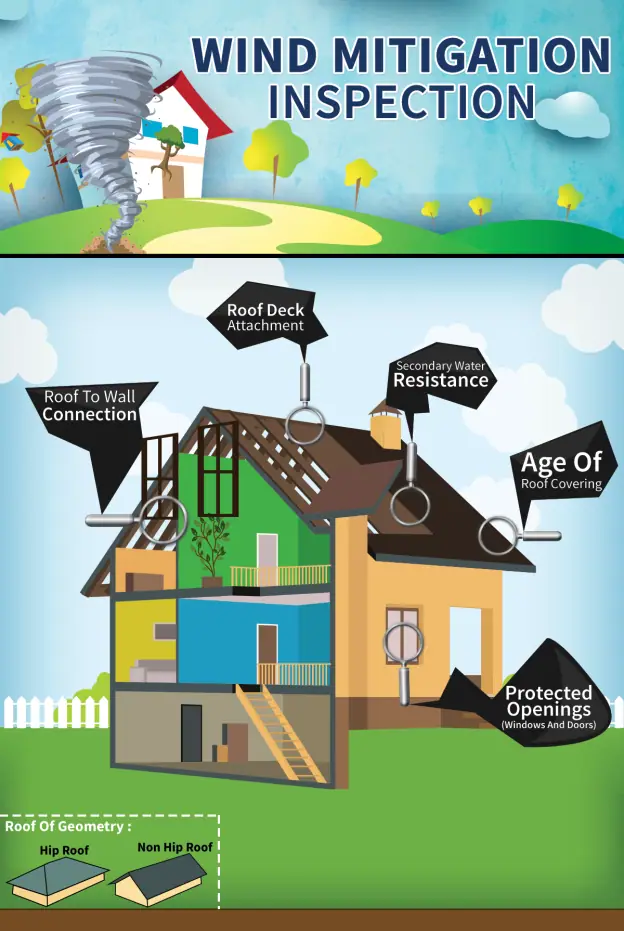 WIND MITIGATION
INSPECTION
Roof Deck
Attachment
Secondary Water
Resistance
Roof To Wall
Connection
Age Of
Roof Covering
Protected
Openings
(Windows And Doors)
Roof Of Geometry :
Hip Roof
Non Hip Roof